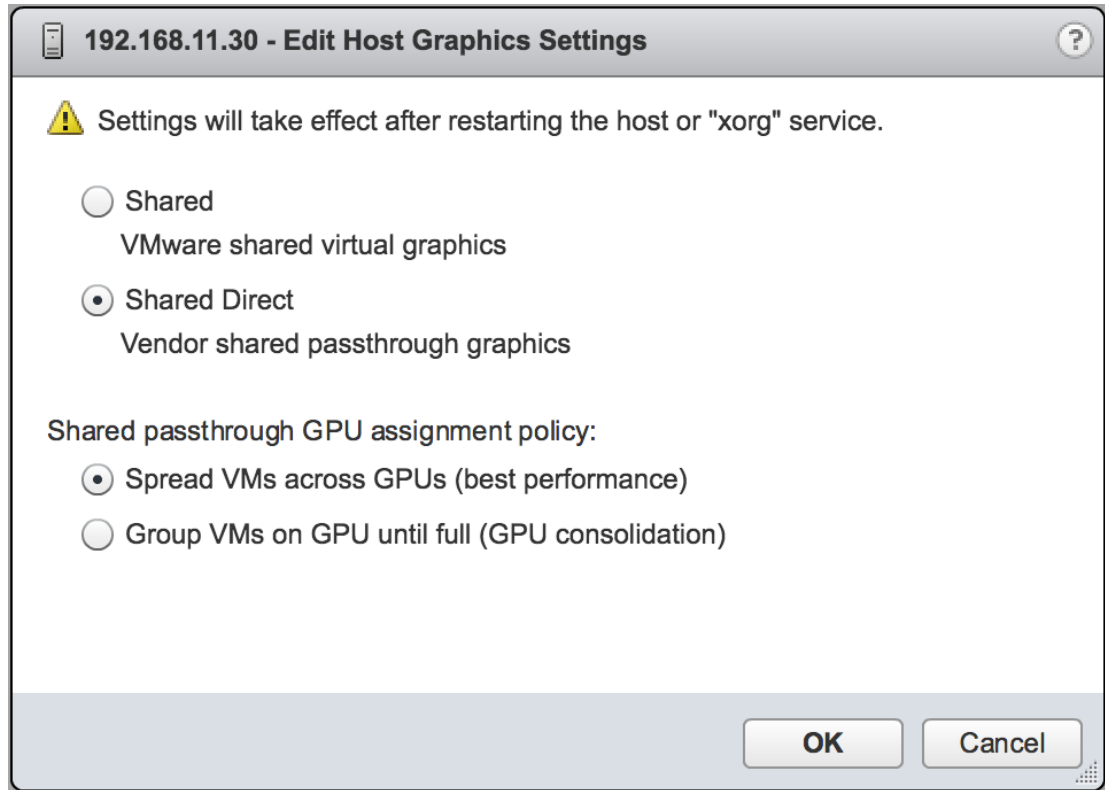 192.168.11.30 - Edit Host Graphics Settings
?
Settings will take effect after restarting the host or "xorg" service.
Shared
VMware shared virtual graphics
Shared Direct
Vendor shared passthrough graphics
Shared passthrough GPU assignment policy:
Spread VMs across GPUs (best performance)
Group VMs on GPU until full (GPU consolidation)
OK Cancel